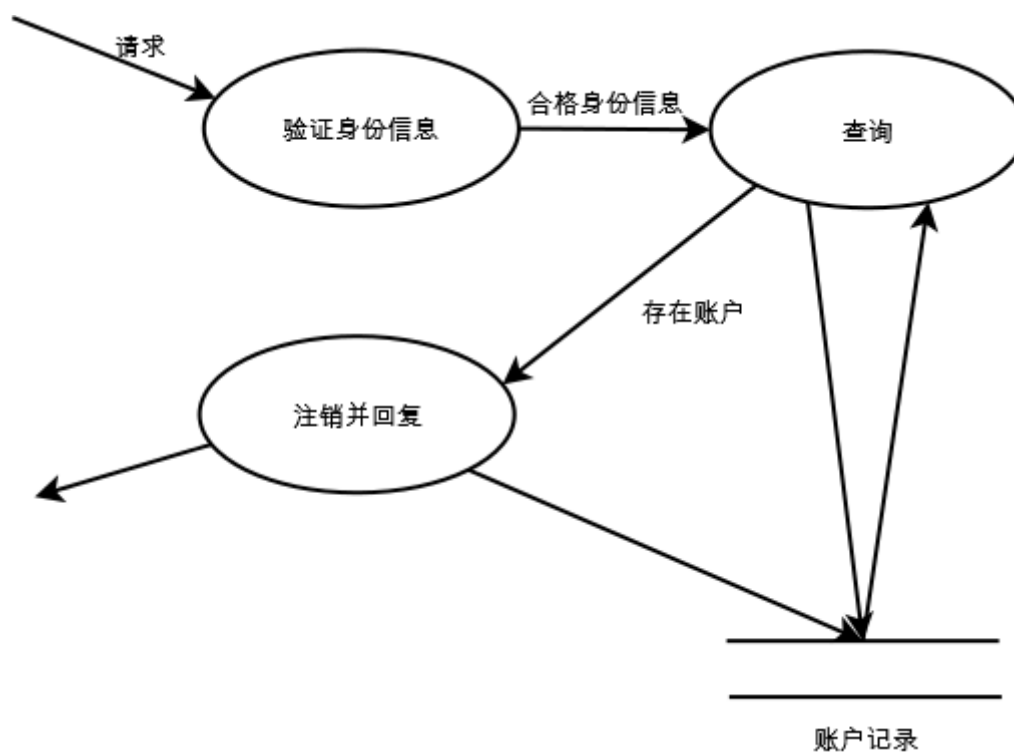 请求
验证身份信息
合格身份信息
查询
存在账户
注销并回复
账户记录